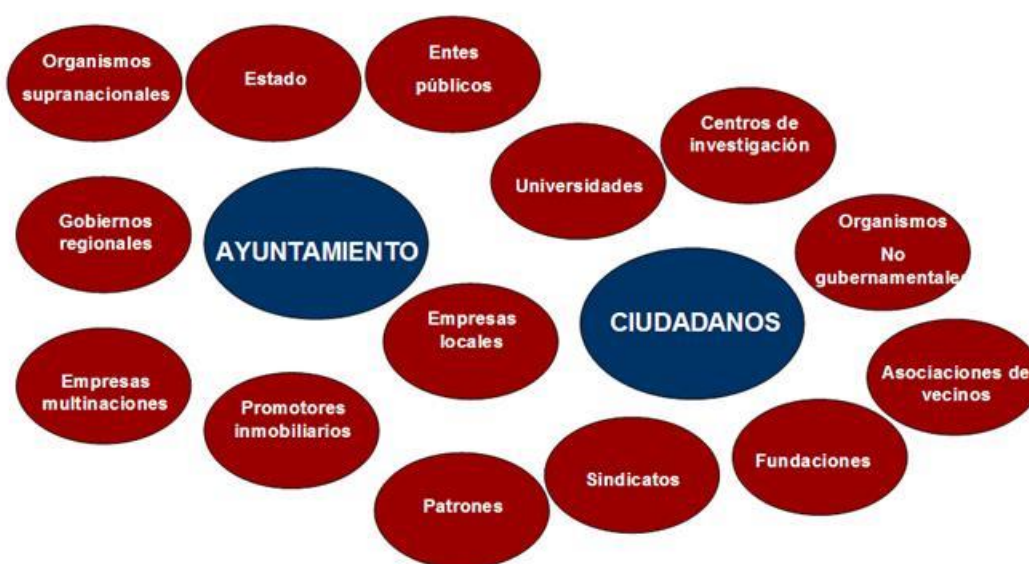 Organismos
supranacionales
Estado
Entes
públicos
Centros de
investigación
Universidades
Gobiernos
regionales
AYUNTAMIENTO
Organismos
No
gubernamentales
Empresas
locales
CIUDADANOS
Empresas
multinaciones
Promotores
inmobiliarios
Asociaciones de
vecinos
Patrones
Sindicatos
Fundaciones